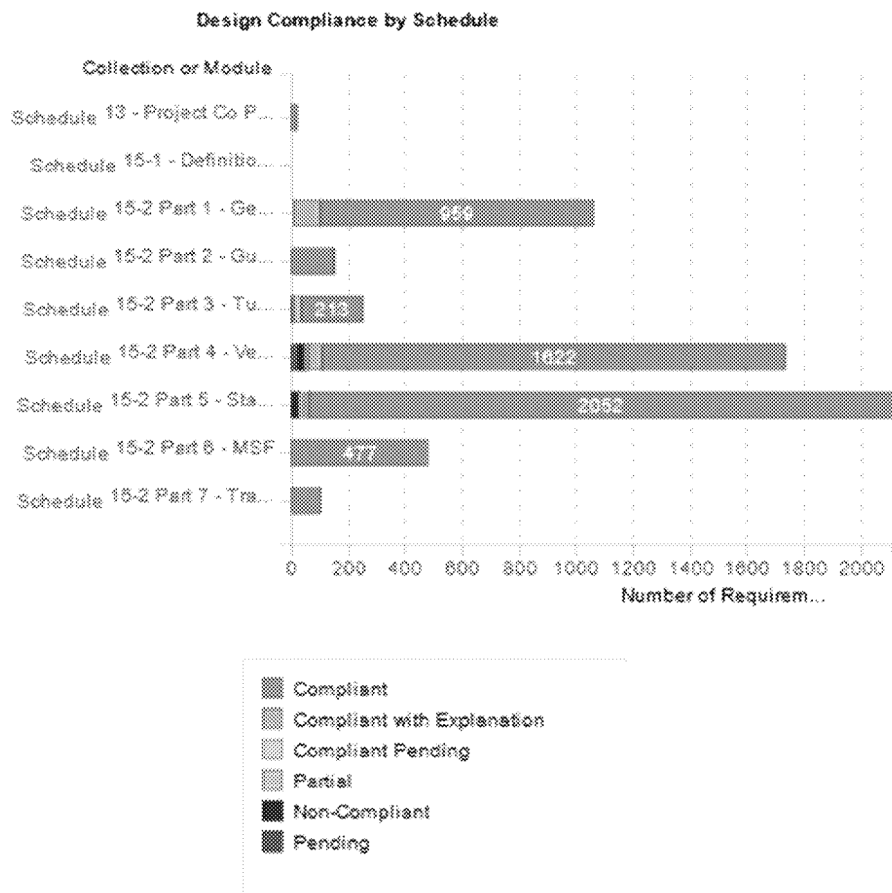 Design Compliance by Schedule
Collection or Module
Schedule 13 - Project Co P...
Schedule 15-1 - Definitio...
Schedule 15-2 Part 1 - Ge...
959
Schedule 15-2 Part 2 - Gu...
Schedule 15-2 Part 3 - Tu...
213
Schedule 15-2 Part 4 - Ve...
1622
Schedule 15-2 Part 5 - Sta...
2052
Schedule 15-2 Part 6 - MSF
477
Schedule 15-2 Part 7 - Tra...
0 200 400 600 800 1000 1200 1400 1600 1800 2000
Number of Requirem...
Compliant
Compliant with Explanation
Compliant Pending
Partial
Non-Compliant
Pending